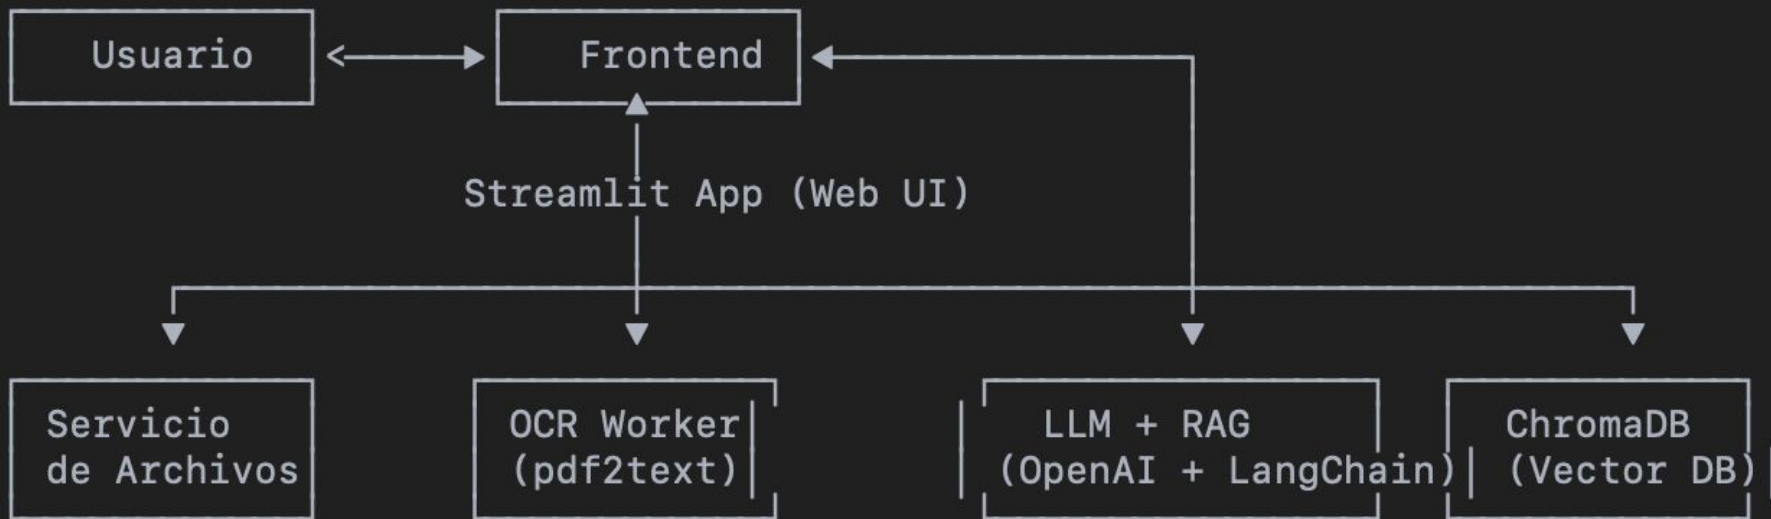 Usuario
Frontend
Streamlit App (Web UI)
Servicio
de Archivos
OCR Worker
(pdf2text)
LLM + RAG
(OpenAI + LangChain)
ChromaDB
(Vector DB)